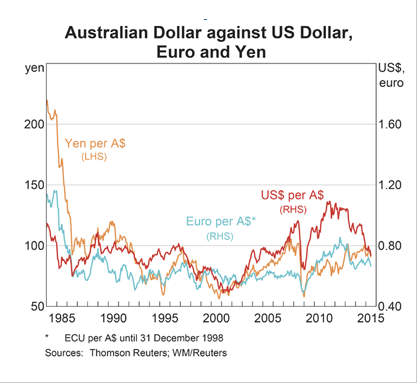 Australian Dollar against US Dollar,
Euro and Yen
yen
US$,
euro
200
150
100
50
1.60
1.20
0.80
0.40
Yen per A$
(LHS)
US$ per A$
(RHS)
Euro per A$*
(RHS)
1985 1990 1995 2000 2005 2010 2015
* ECU per A$ until 31 December 1998
Sources: Thomson Reuters; WM/Reuters